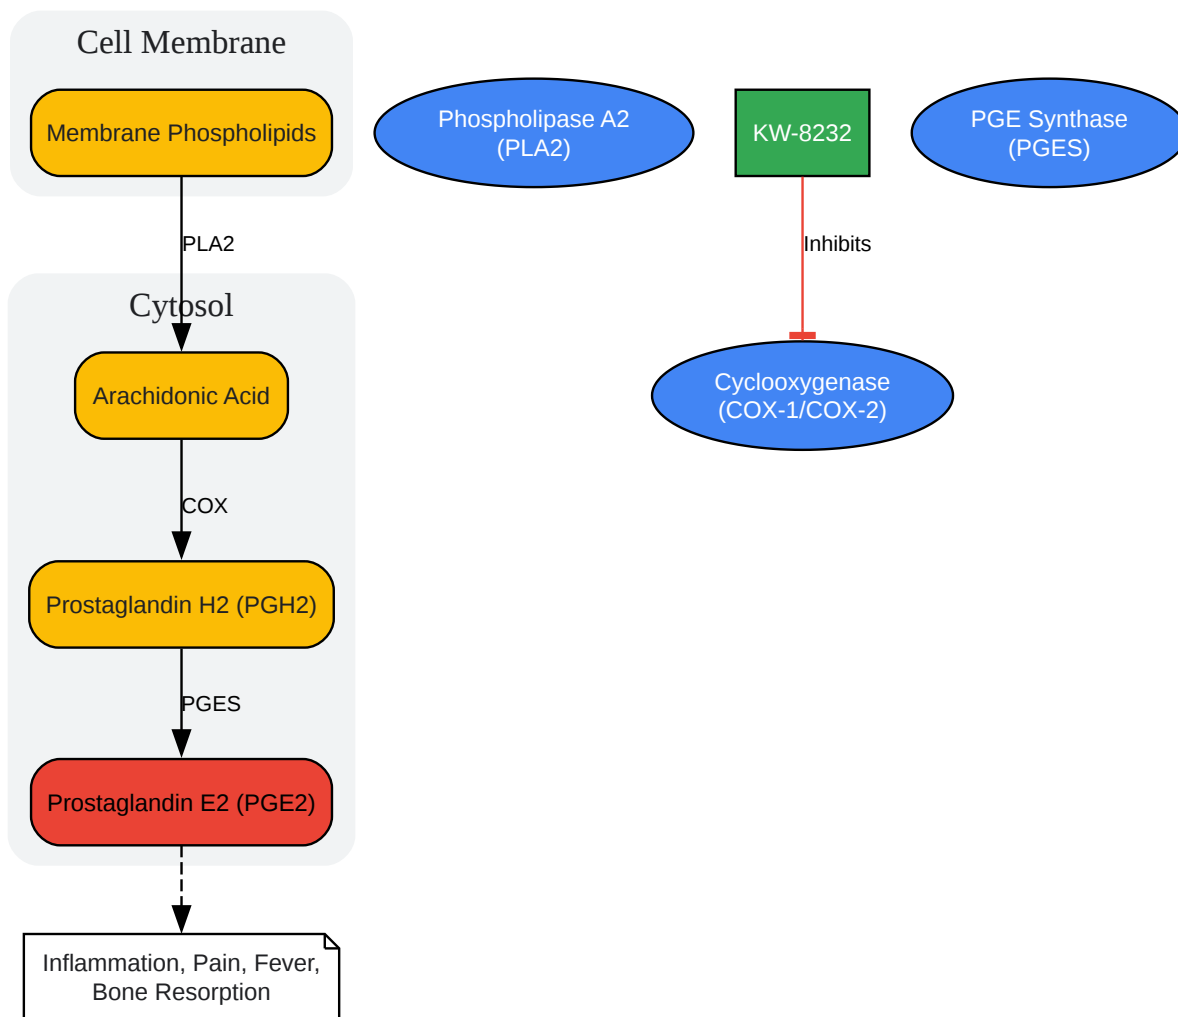 Cell Membrane
Membrane Phospholipids
Phospholipase A2
(PLA2)
KW-8232
PGE Synthase
(PGES)
PLA2
Inhibits
Cytosol
Arachidonic Acid
Cyclooxygenase
(COX-1/COX-2)
COX
Prostaglandin H2 (PGH2)
PGES
Prostaglandin E2 (PGE2)
Inflammation, Pain, Fever,
Bone Resorption